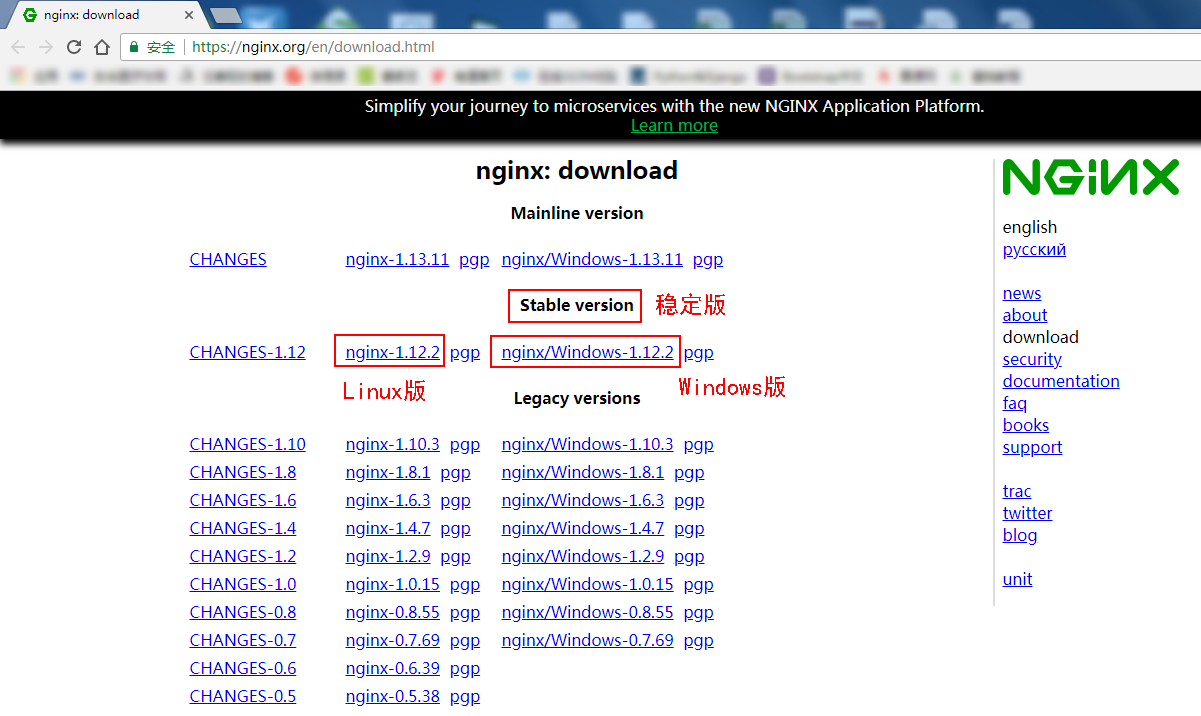 nginx: download
安全 https://nginx.org/en/download.html
Simplify your journey to microservices with the new NGINX Application Platform.
Learn more
nginx: download
Mainline version
CHANGES nginx-1.13.11 pgp nginx/Windows-1.13.11 pgp
Stable version 稳定版
CHANGES-1.12 nginx-1.12.2 pgp nginx/Windows-1.12.2 pgp
Linux版 Windows版
Legacy versions
CHANGES-1.10 nginx-1.10.3 pgp nginx/Windows-1.10.3 pgp
CHANGES-1.8 nginx-1.8.1 pgp nginx/Windows-1.8.1 pgp
CHANGES-1.6 nginx-1.6.3 pgp nginx/Windows-1.6.3 pgp
CHANGES-1.4 nginx-1.4.7 pgp nginx/Windows-1.4.7 pgp
CHANGES-1.2 nginx-1.2.9 pgp nginx/Windows-1.2.9 pgp
CHANGES-1.0 nginx-1.0.15 pgp nginx/Windows-1.0.15 pgp
CHANGES-0.8 nginx-0.8.55 pgp nginx/Windows-0.8.55 pgp
CHANGES-0.7 nginx-0.7.69 pgp nginx/Windows-0.7.69 pgp
CHANGES-0.6 nginx-0.6.39 pgp
CHANGES-0.5 nginx-0.5.38 pgp
NGINX
english
русский
news
about
download
security
documentation
faq
books
support
trac
twitter
blog
unit